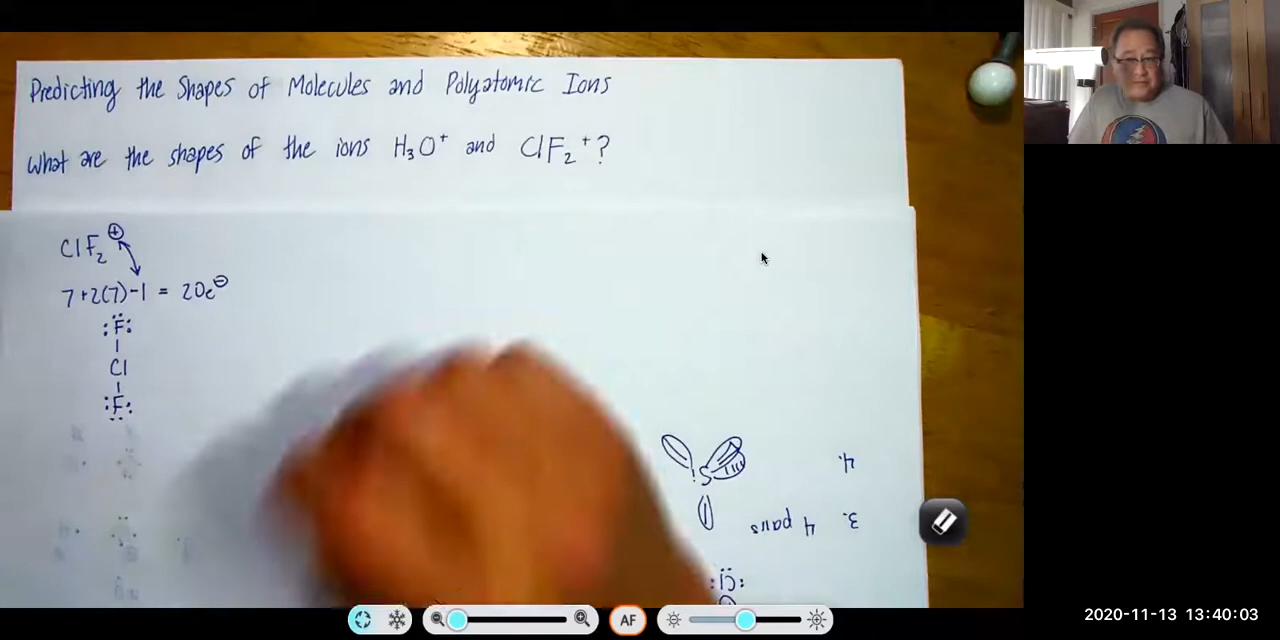 Predicting the Shapes of Molecules and Polyatomic Ions
What are the shapes of the ions H₃O⁺ and ClF₂⁺?
ClF₂⊕
7+2(7)-1 = 20e⊖
:F̈:
|
Cl
|
:F̤:
4.
3. 4 pairs
S
:C̈l:
AF
2020-11-13 13:40:03